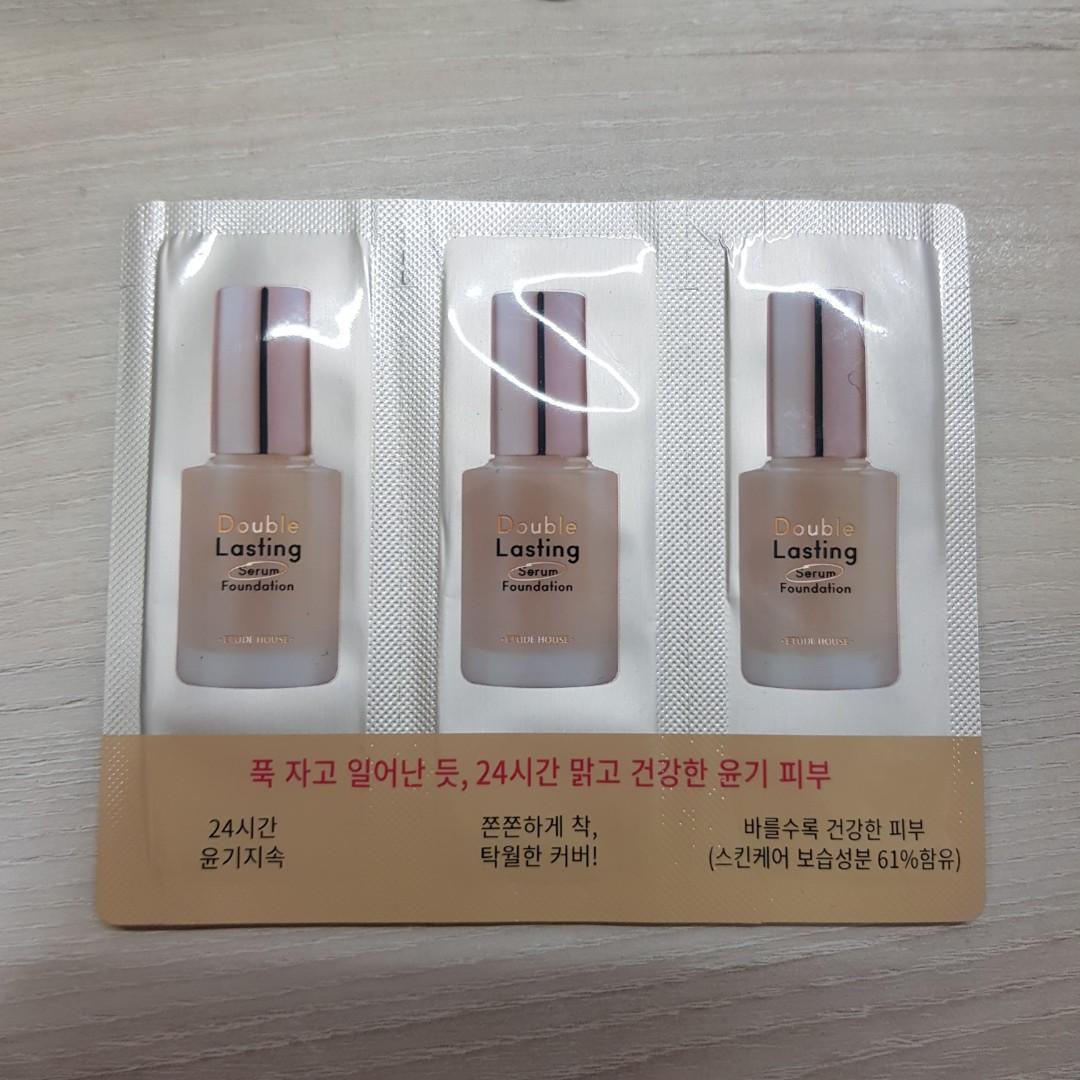 Double
Lasting
Serum
Foundation
·ETUDE HOUSE·
Double
Lasting
Serum
Foundation
·ETUDE HOUSE·
Double
Lasting
Serum
Foundation
·ETUDE HOUSE·
푹 자고 일어난 듯, 24시간 맑고 건강한 윤기 피부
24시간
윤기지속
쫀쫀하게 착,
탁월한 커버!
바를수록 건강한 피부
(스킨케어 보습성분 61%함유)